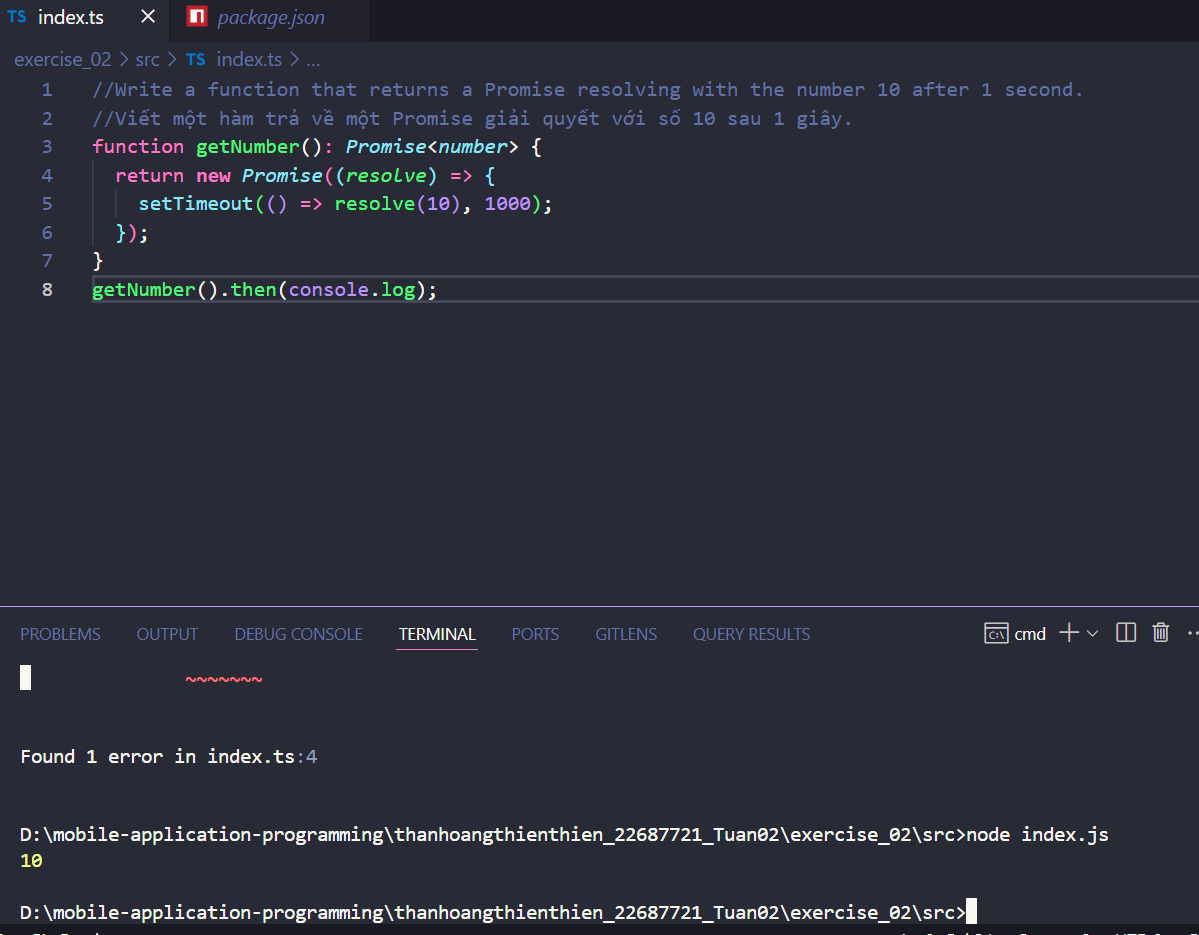 TS index.ts × package.json
exercise_02 > src > TS index.ts > ...
1 //Write a function that returns a Promise resolving with the number 10 after 1 second.
2 //Viết một hàm trả về một Promise giải quyết với số 10 sau 1 giây.
3 function getNumber(): Promise<number> {
4 return new Promise((resolve) => {
5 setTimeout(() => resolve(10), 1000);
6 });
7 }
8 getNumber().then(console.log);
PROBLEMS OUTPUT DEBUG CONSOLE TERMINAL PORTS GITLENS QUERY RESULTS cmd
~~~~~~~
Found 1 error in index.ts:4
D:\mobile-application-programming\thanhoangthienthien_22687721_Tuan02\exercise_02\src>node index.js
10
D:\mobile-application-programming\thanhoangthienthien_22687721_Tuan02\exercise_02\src>